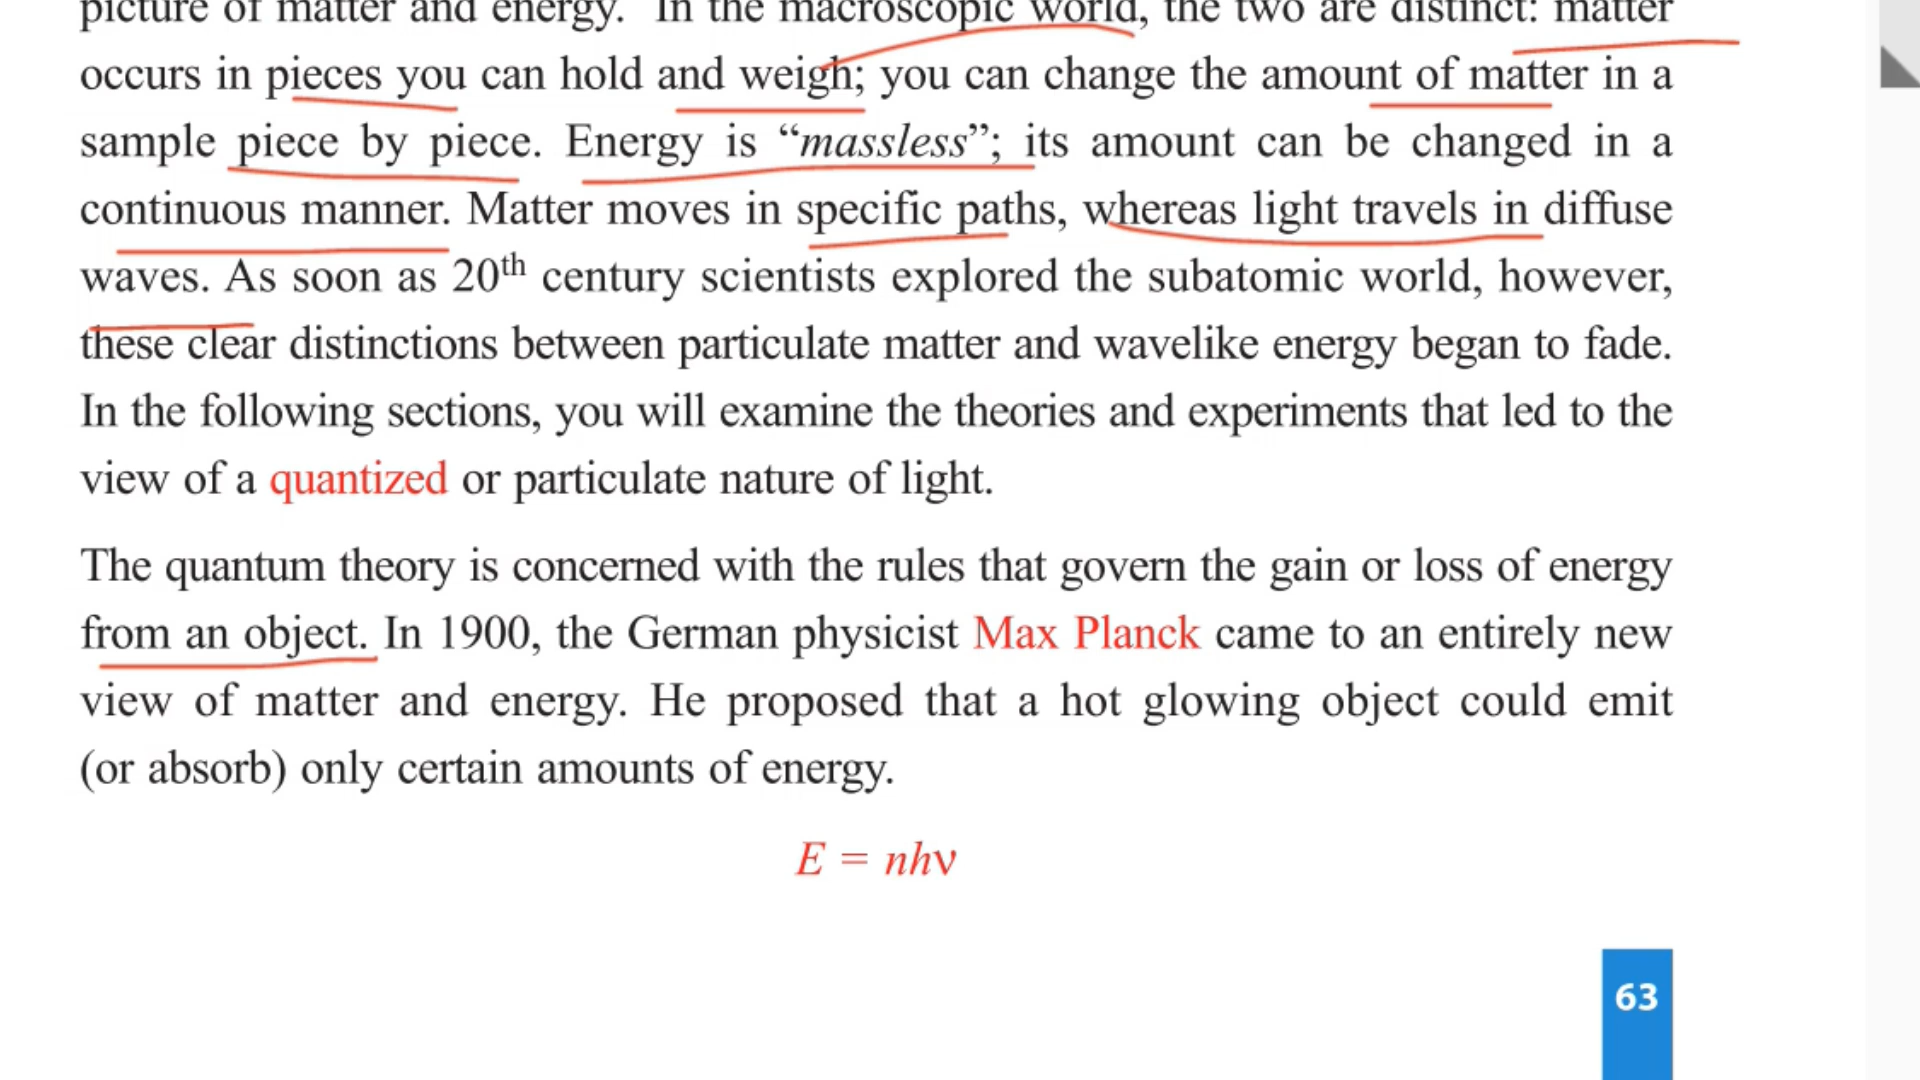 picture of matter and energy. In the macroscopic world, the two are distinct: matter
occurs in pieces you can hold and weigh; you can change the amount of matter in a
sample piece by piece. Energy is “massless”; its amount can be changed in a
continuous manner. Matter moves in specific paths, whereas light travels in diffuse
waves. As soon as 20th century scientists explored the subatomic world, however,
these clear distinctions between particulate matter and wavelike energy began to fade.
In the following sections, you will examine the theories and experiments that led to the
view of a quantized or particulate nature of light.
The quantum theory is concerned with the rules that govern the gain or loss of energy
from an object. In 1900, the German physicist Max Planck came to an entirely new
view of matter and energy. He proposed that a hot glowing object could emit
(or absorb) only certain amounts of energy.
E = nhν
63